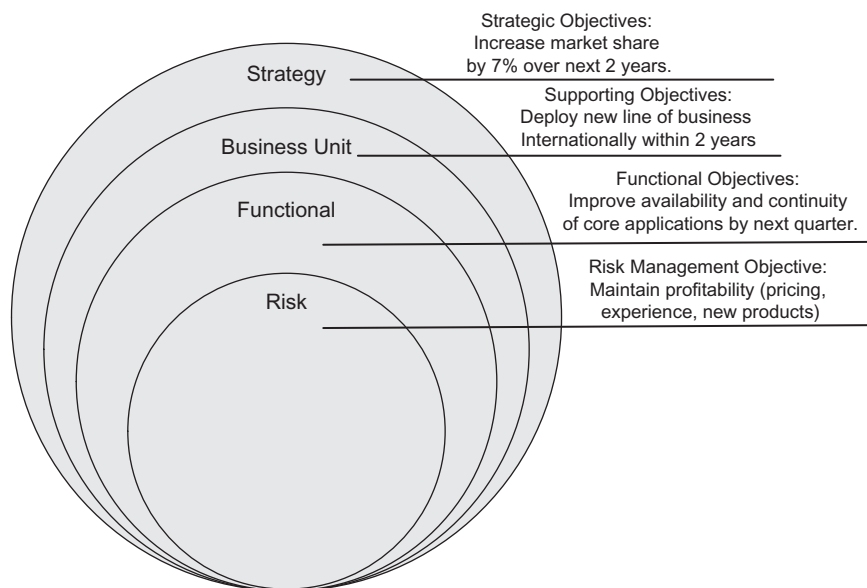 Strategic Objectives:
Increase market share
by 7% over next 2 years.
Strategy
Supporting Objectives:
Deploy new line of business
Internationally within 2 years
Business Unit
Functional Objectives:
Improve availability and continuity
of core applications by next quarter.
Functional
Risk Management Objective:
Maintain profitability (pricing,
experience, new products)
Risk